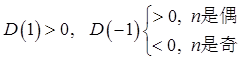 D(1)>0, D(-1){>0, n是偶
<0, n是奇